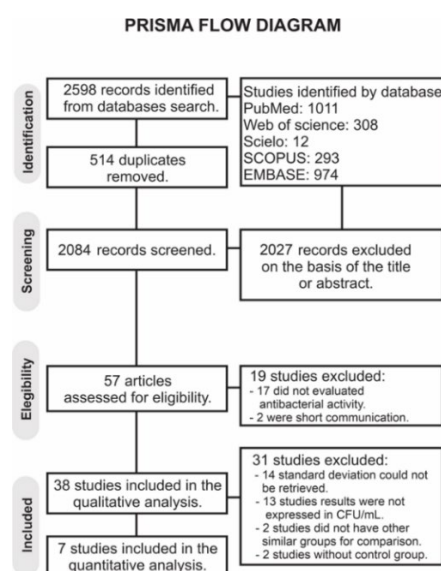 PRISMA FLOW DIAGRAM
Identification
2598 records identified
from databases search.
Studies identified by database
PubMed: 1011
Web of science: 308
Scielo: 12
SCOPUS: 293
EMBASE: 974
514 duplicates
removed.
Screening
2084 records screened.
2027 records excluded
on the basis of the title
or abstract.
Elegibility
57 articles
assessed for eligibility.
19 studies excluded:
- 17 did not evaluated
antibacterial activity.
- 2 were short communication.
Included
38 studies included in the
qualitative analysis.
31 studies excluded:
- 14 standard deviation could not
be retrieved.
- 13 studies results were not
expressed in CFU/mL.
- 2 studies did not have other
similar groups for comparison.
- 2 studies without control group.
7 studies included in the
quantitative analysis.